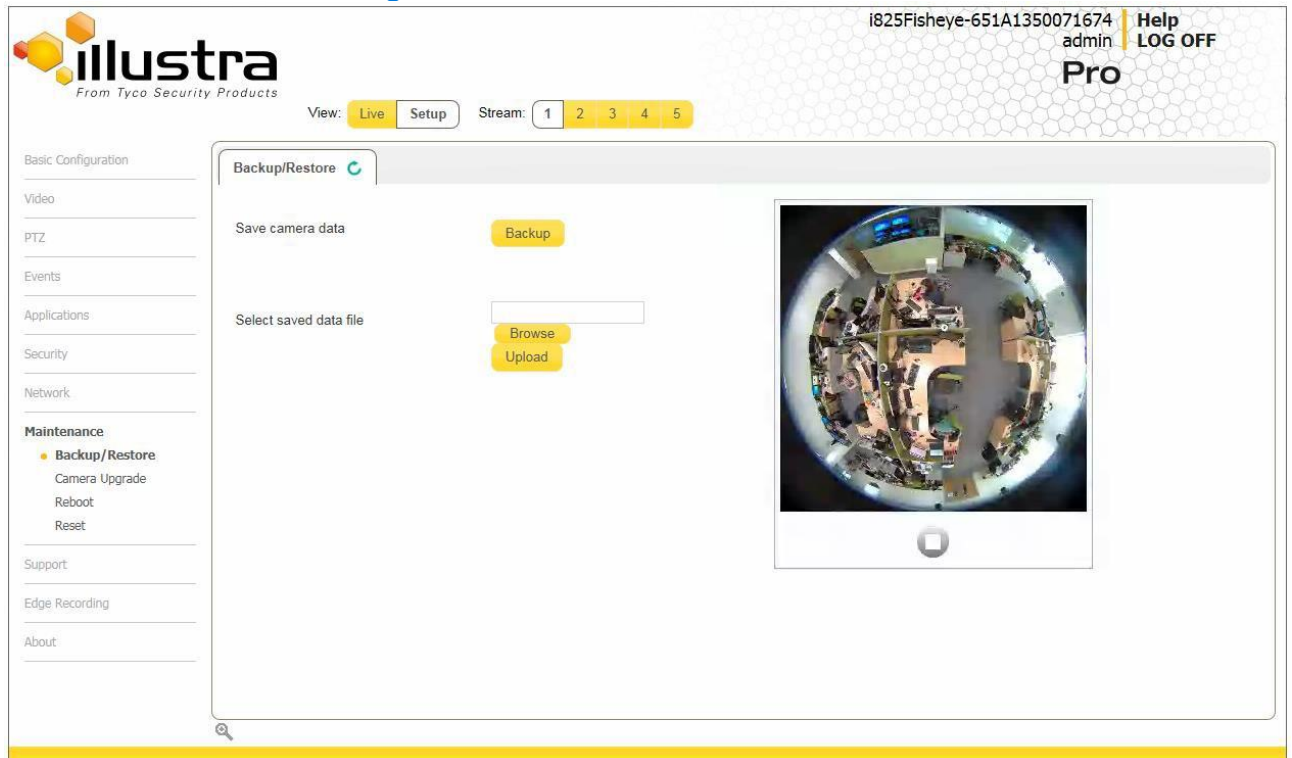 i825Fisheye-651A1350071674 Help
admin LOG OFF
illustra
From Tyco Security Products
Pro
View: Live Setup Stream: 1 2 3 4 5
Basic Configuration
Video
PTZ
Events
Applications
Security
Network
Maintenance
Backup/Restore
Camera Upgrade
Reboot
Reset
Support
Edge Recording
About
Backup/Restore
Save camera data Backup
Select saved data file
Browse
Upload